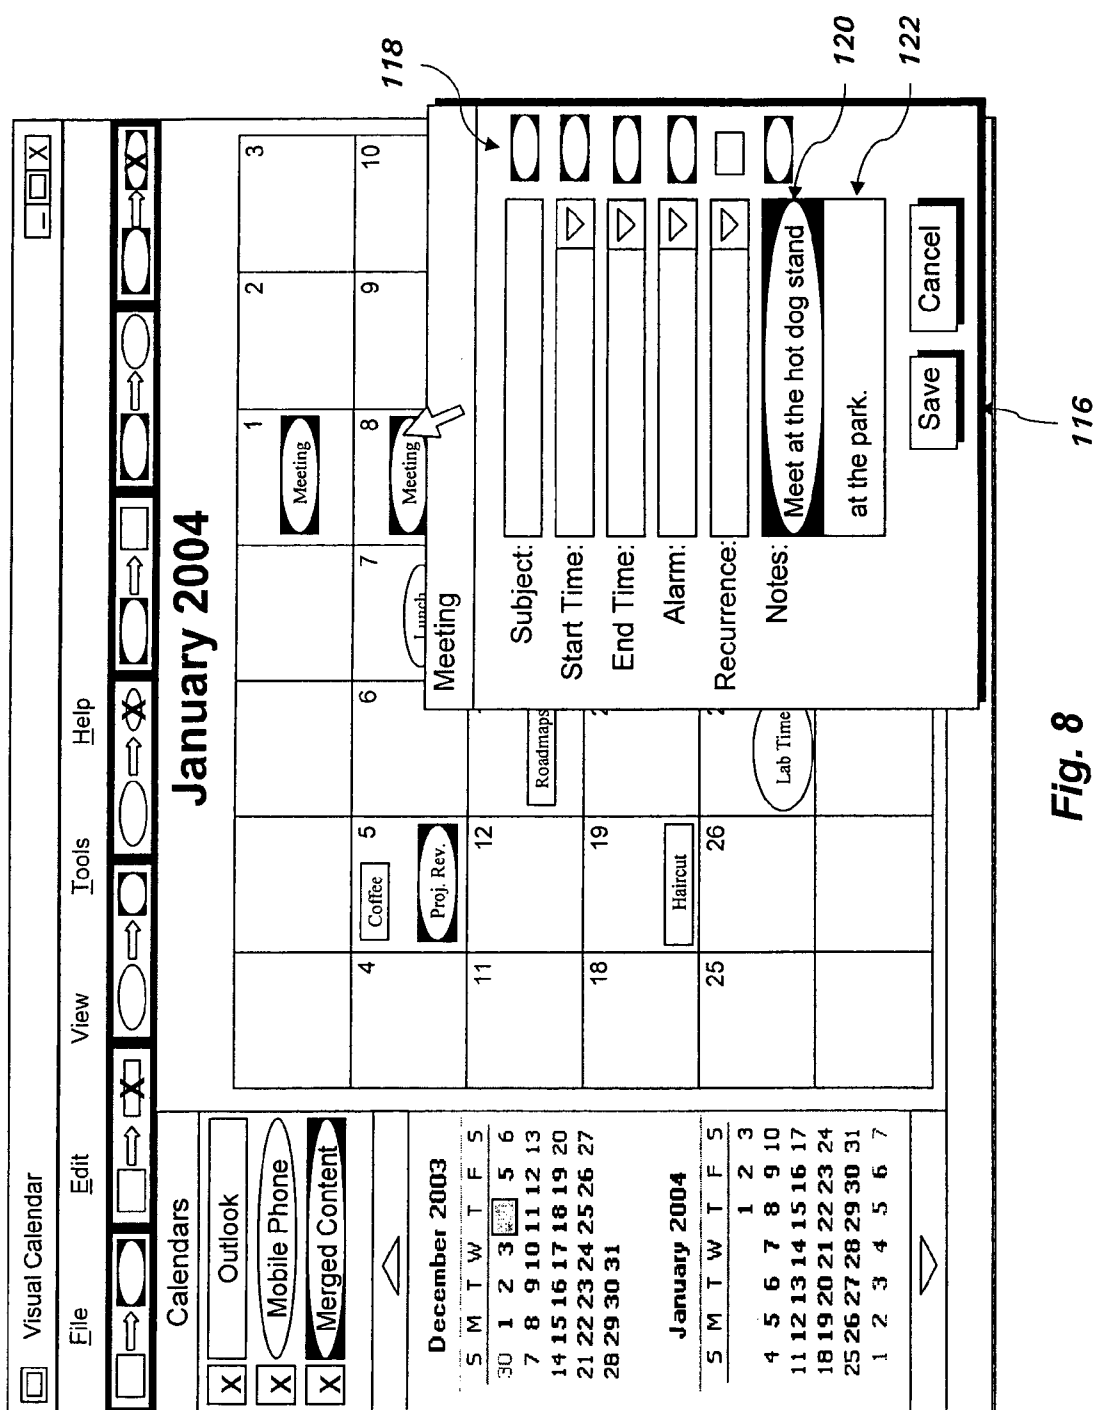 Visual Calendar
_ X
File Edit View Tools Help
X X X
Calendars
X Outlook
X Mobile Phone
X Merged Content
December 2003
S M T W T F S
30 1 2 3 5 6
7 8 9 10 11 12 13
14 15 16 17 18 19 20
21 22 23 24 25 26 27
28 29 30 31
January 2004
S M T W T F S
1 2 3
4 5 6 7 8 9 10
11 12 13 14 15 16 17
18 19 20 21 22 23 24
25 26 27 28 29 30 31
1 2 3 4 5 6 7
January 2004
1 2 3
Meeting
4 5 6 7 8 9 10
Coffee
Proj. Rev.
Lunch
Meeting
11 12
Roadmaps
18 19
Haircut
25 26
Lab Time
Meeting
118
Subject:
Start Time:
End Time:
Alarm:
Recurrence:
Notes:
Meet at the hot dog stand
at the park.
120
122
Save Cancel
116
Fig. 8